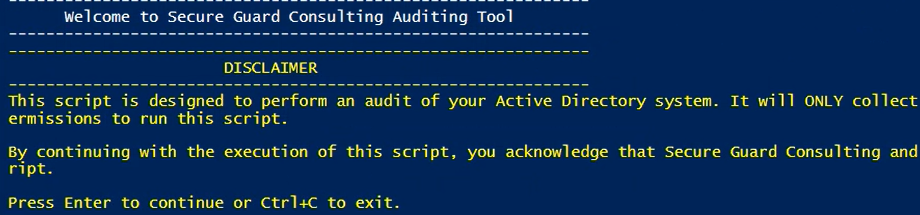 ------------------------------------------------------------
Welcome to Secure Guard Consulting Auditing Tool
------------------------------------------------------------
------------------------------------------------------------
DISCLAIMER
------------------------------------------------------------
This script is designed to perform an audit of your Active Directory system. It will ONLY collect
ermissions to run this script.
By continuing with the execution of this script, you acknowledge that Secure Guard Consulting and
ript.
Press Enter to continue or Ctrl+C to exit.